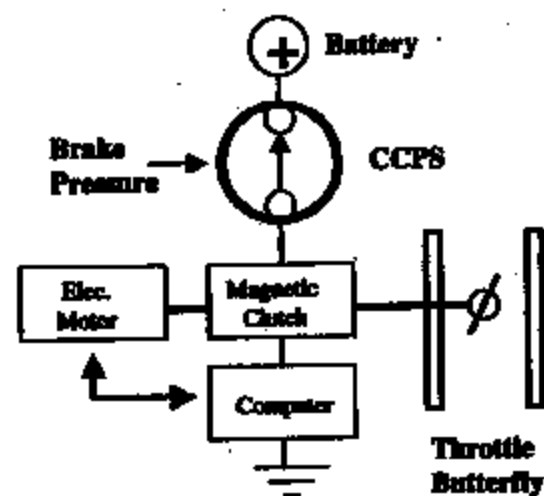 Battery
Brake
Pressure
CCPS
Elec.
Motor
Magnetic
Clutch
Computer
Throttle
Butterfly